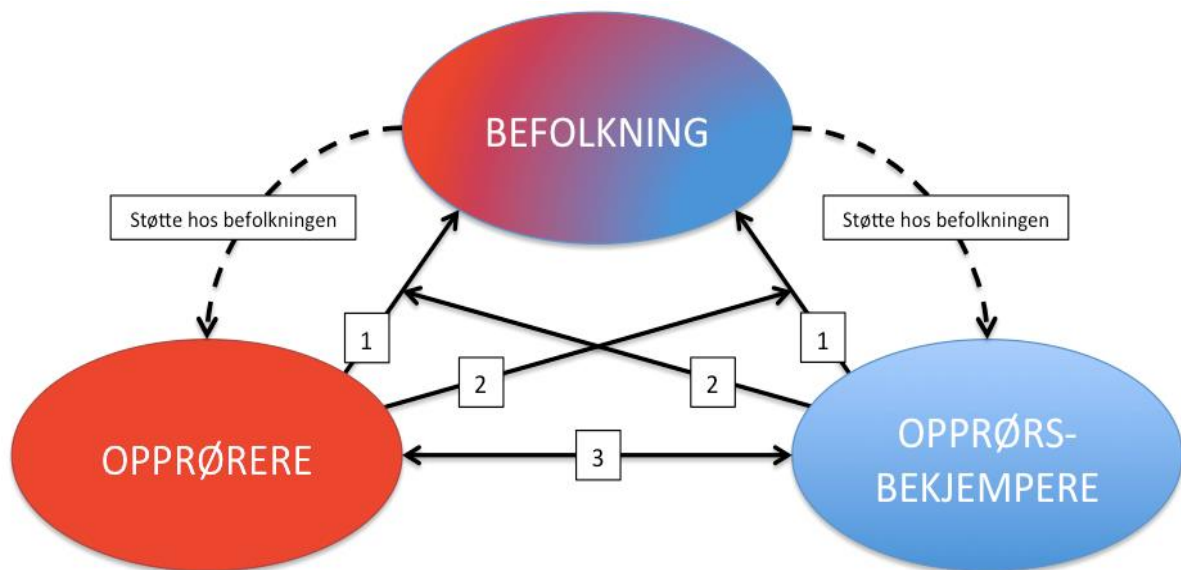 BEFOLKNING
Støtte hos befolkningen
Støtte hos befolkningen
1
1
2
2
OPPRØRERE
3
OPPRØRS-
BEKJEMPERE